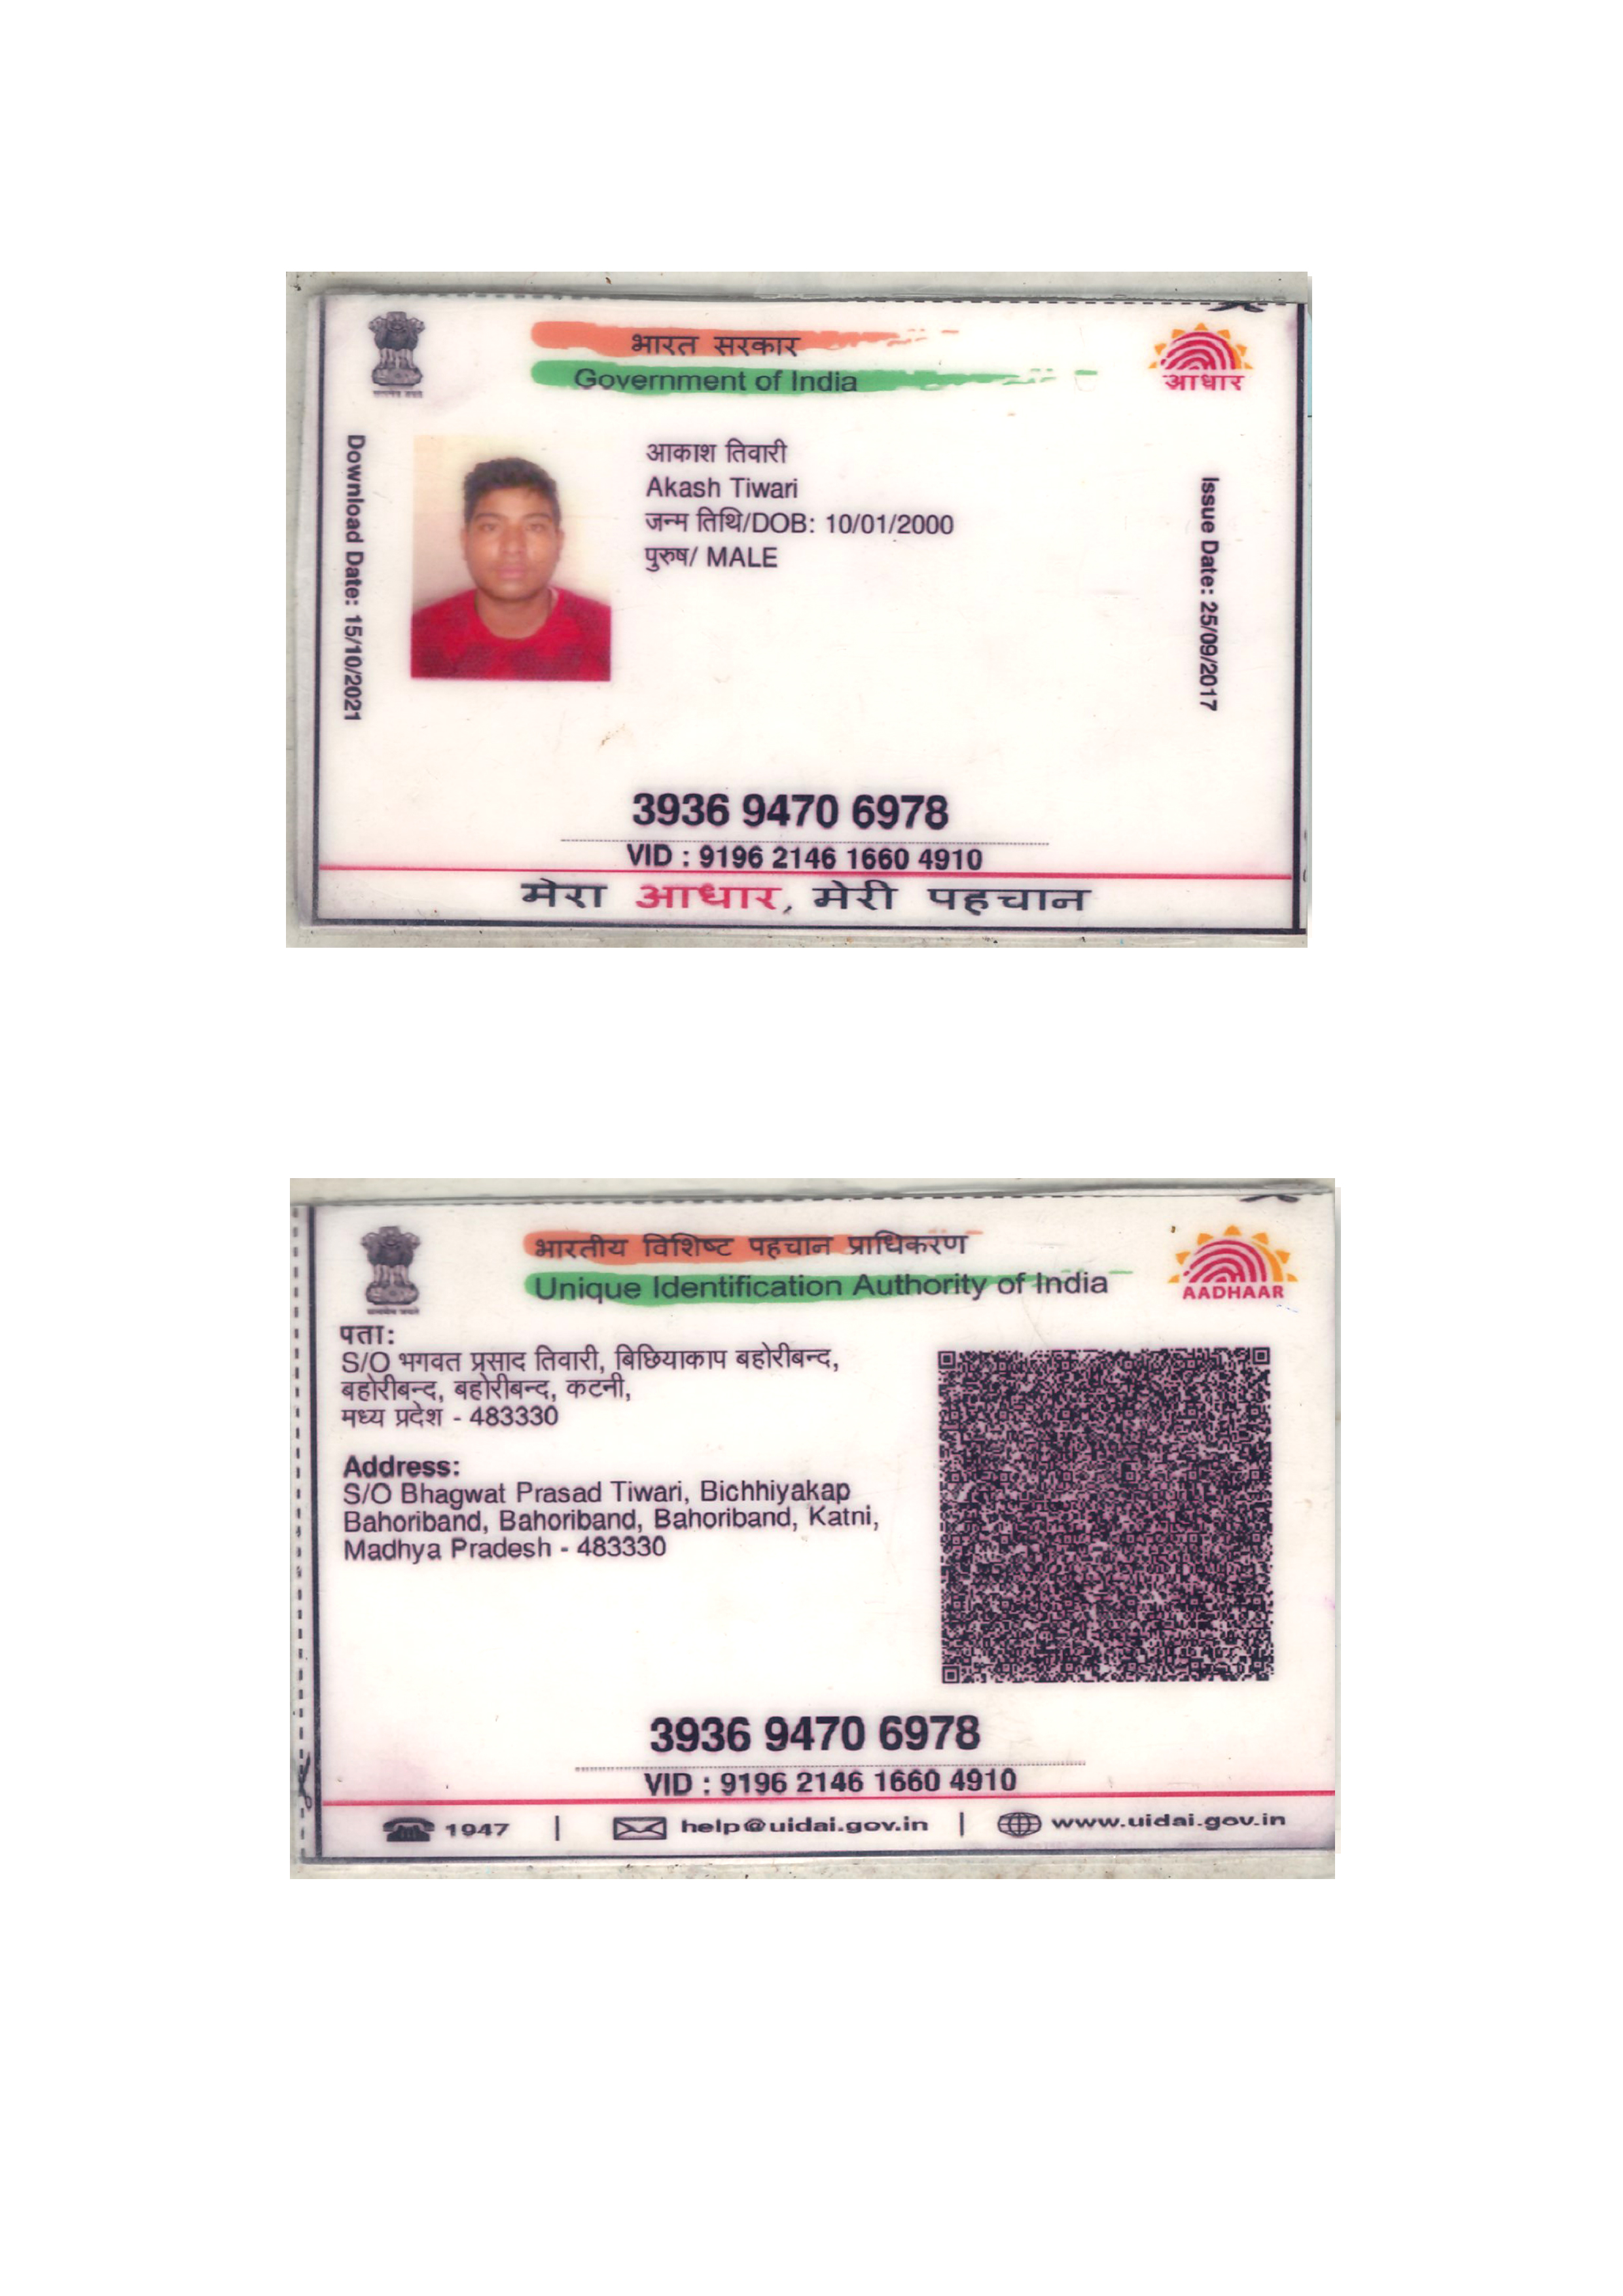 भारत सरकार
Government of India
आधार
Download Date: 15/10/2021
आकाश तिवारी
Akash Tiwari
जन्म तिथि/DOB: 10/01/2000
पुरुष/ MALE
Issue Date: 25/09/2017
3936 9470 6978
VID : 9196 2146 1660 4910
मेरा आधार, मेरी पहचान
भारतीय विशिष्ट पहचान प्राधिकरण
Unique Identification Authority of India
AADHAAR
पता:
S/O भगवत प्रसाद तिवारी, बिछियाकाप बहोरीबन्द,
बहोरीबन्द, बहोरीबन्द, कटनी,
मध्य प्रदेश - 483330
Address:
S/O Bhagwat Prasad Tiwari, Bichhiyakap
Bahoriband, Bahoriband, Bahoriband, Katni,
Madhya Pradesh - 483330
3936 9470 6978
VID : 9196 2146 1660 4910
1947 | help@uidai.gov.in | www.uidai.gov.in